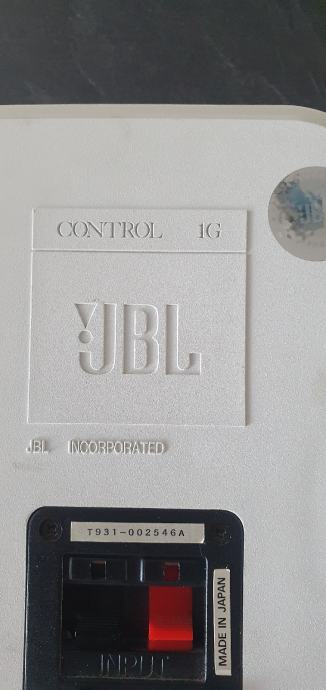 CONTROL 1G
JBL
JBL INCORPORATED
T931-002546A
MADE IN JAPAN
INPUT